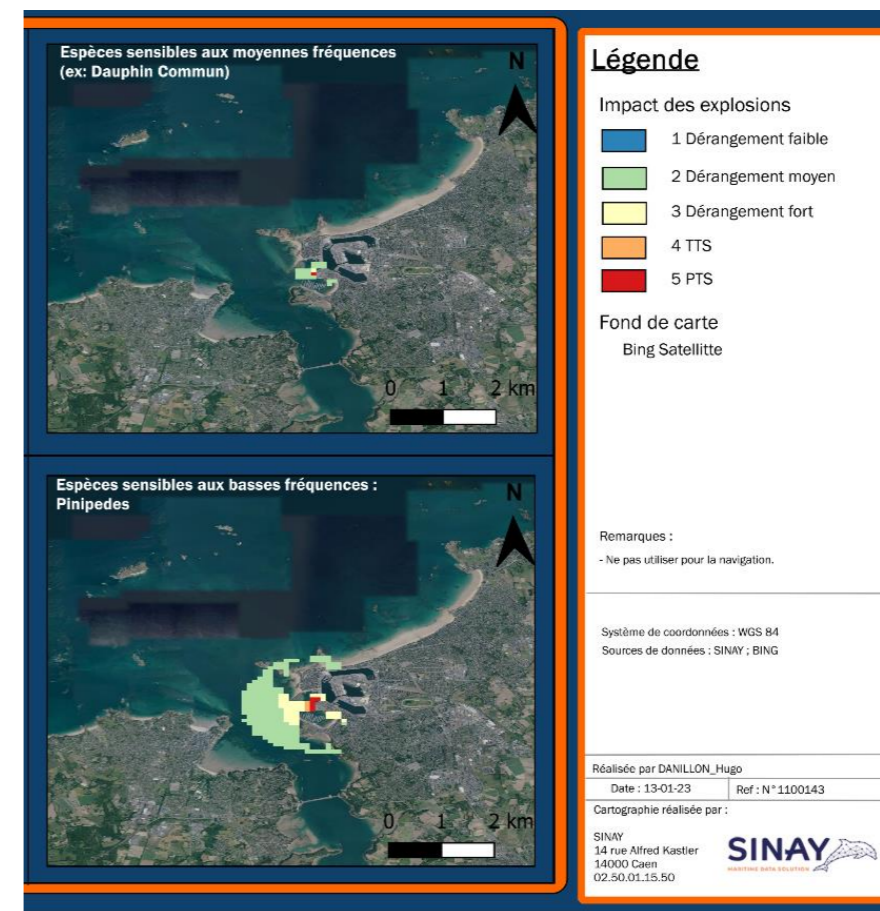 Espèces sensibles aux moyennes fréquences
(ex: Dauphin Commun)
N
0 1 2 km
Espèces sensibles aux basses fréquences :
Pinipedes
N
0 1 2 km
Légende
Impact des explosions
1 Dérangement faible
2 Dérangement moyen
3 Dérangement fort
4 TTS
5 PTS
Fond de carte
Bing Satellitte
Remarques :
- Ne pas utiliser pour la navigation.
Système de coordonnées : WGS 84
Sources de données : SINAY ; BING
Réalisée par DANILLON_Hugo
Date : 13-01-23 Ref : N°1100143
Cartographie réalisée par :
SINAY
14 rue Alfred Kastler
14000 Caen
02.50.01.15.50
SINAY
MARITIME DATA SOLUTION